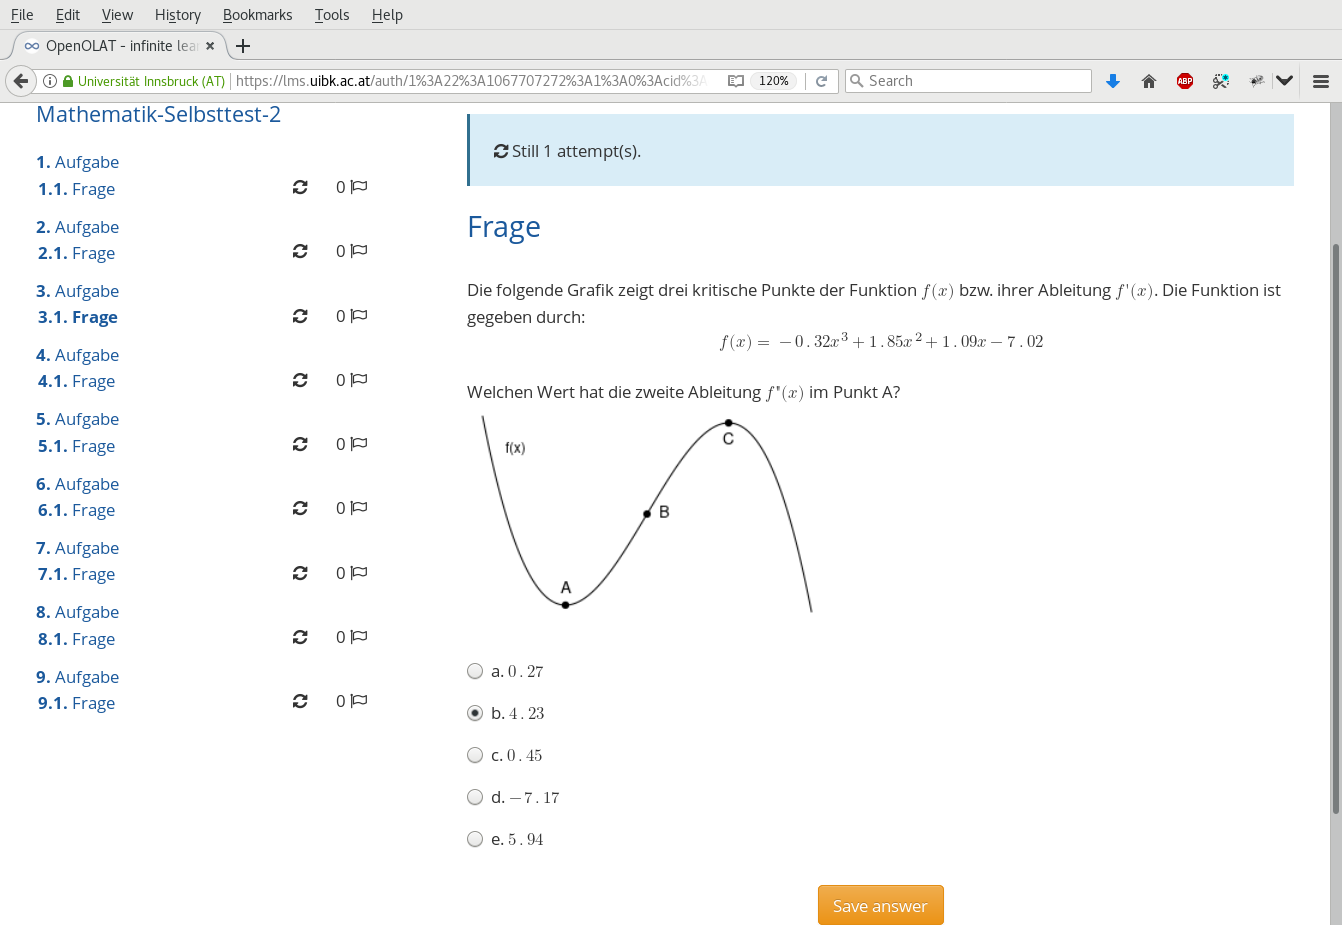 File Edit View History Bookmarks Tools Help
OpenOLAT - infinite lea
Universität Innsbruck (AT) https://lms.uibk.ac.at/auth/1%3A22%3A1067707272%3A1%3A0%3Acid%3A 120% Search ABP
Mathematik-Selbsttest-2
1. Aufgabe
1.1. Frage 0
2. Aufgabe
2.1. Frage 0
3. Aufgabe
3.1. Frage 0
4. Aufgabe
4.1. Frage 0
5. Aufgabe
5.1. Frage 0
6. Aufgabe
6.1. Frage 0
7. Aufgabe
7.1. Frage 0
8. Aufgabe
8.1. Frage 0
9. Aufgabe
9.1. Frage 0
Still 1 attempt(s).
Frage
Die folgende Grafik zeigt drei kritische Punkte der Funktion f(x) bzw. ihrer Ableitung f'(x). Die Funktion ist
gegeben durch:
f(x) = −0.32x³ + 1.85x² + 1.09x − 7.02
Welchen Wert hat die zweite Ableitung f"(x) im Punkt A?
f(x)
C
B
A
a. 0.27
b. 4.23
c. 0.45
d. −7.17
e. 5.94
Save answer